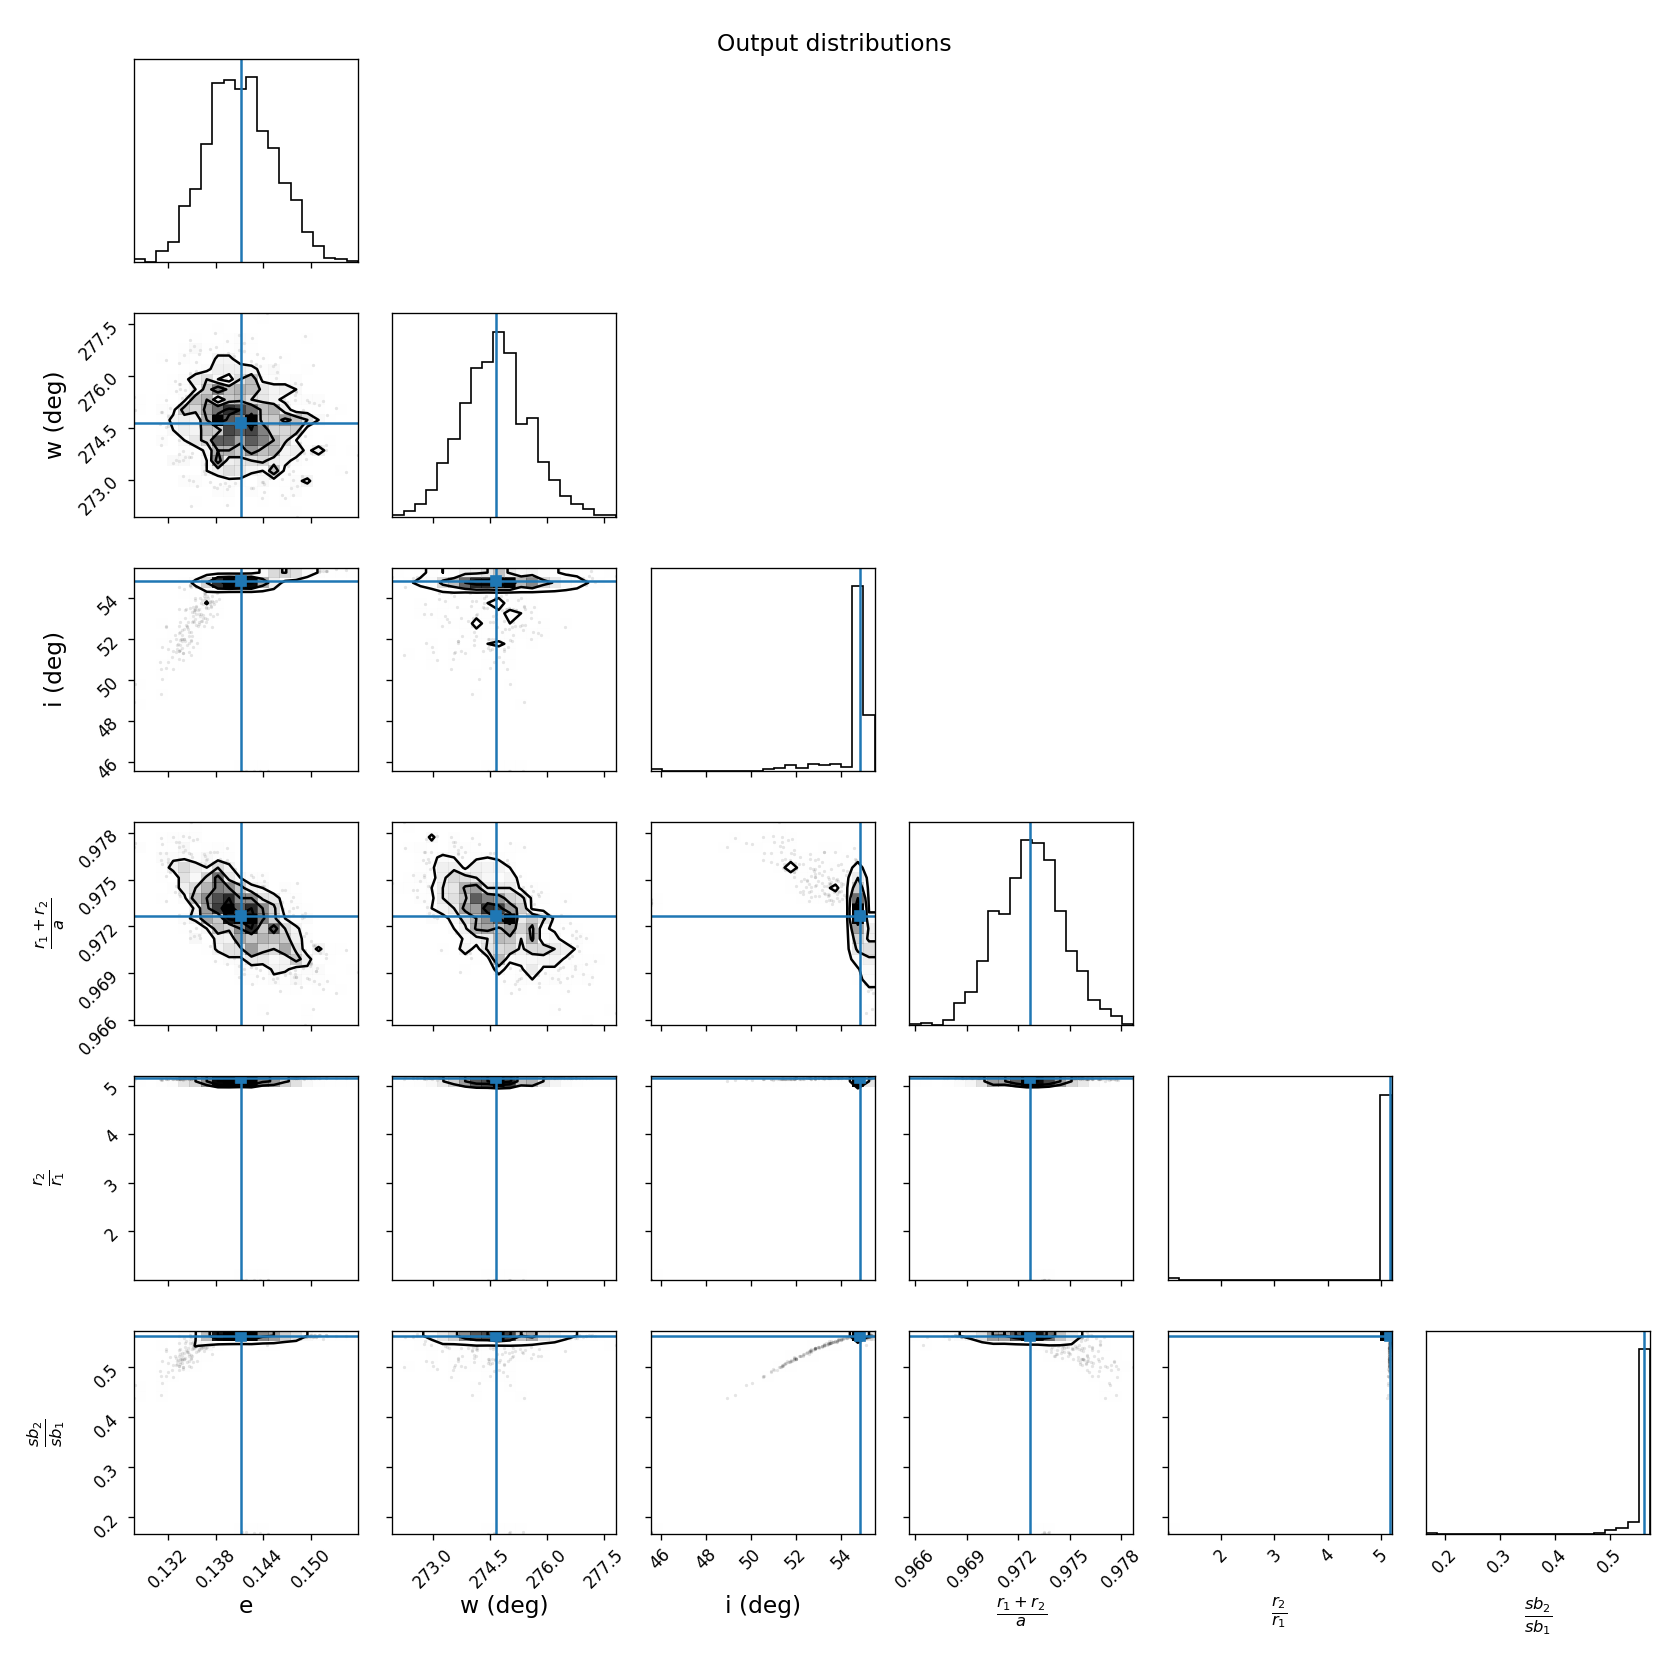 Output distributions
277.5
276.0
274.5
273.0
w (deg)
54
52
50
48
46
i (deg)
0.978
0.975
0.972
0.969
0.966
r₁ + r₂
a
5
4
3
2
r₂
r₁
0.5
0.4
0.3
0.2
sb₂
sb₁
0.132 0.138 0.144 0.150
273.0 274.5 276.0 277.5
46 48 50 52 54
0.966 0.969 0.972 0.975 0.978
2 3 4 5
0.2 0.3 0.4 0.5
e
w (deg)
i (deg)
r₁ + r₂
a
r₂
r₁
sb₂
sb₁